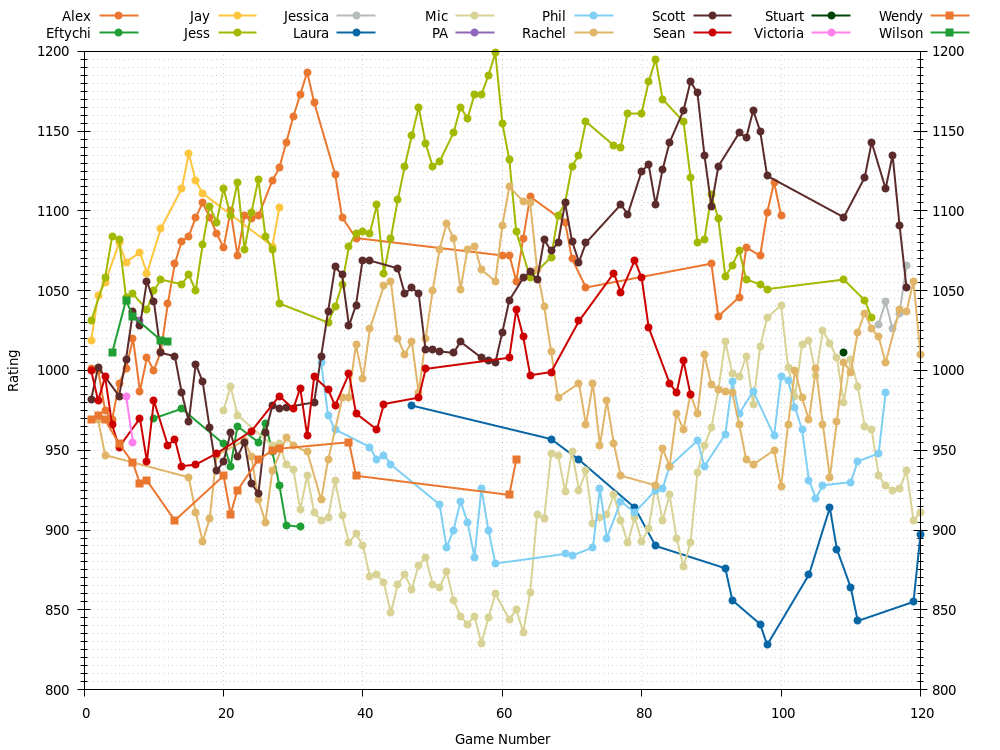 Alex Jay Jessica Mic Phil Scott Stuart Wendy
Eftychi Jess Laura PA Rachel Sean Victoria Wilson
1200 1200
1150 1150
1100 1100
1050 1050
1000 1000
950 950
900 900
850 850
800 800
Rating
0 20 40 60 80 100 120
Game Number